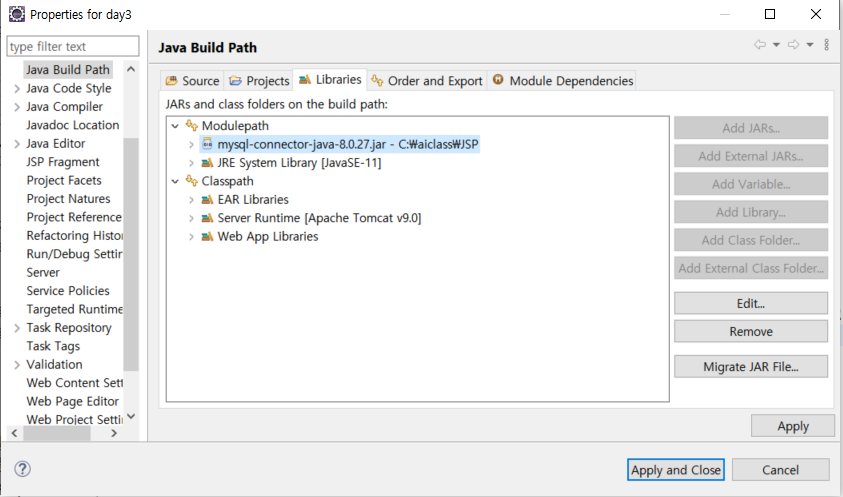 Properties for day3
type filter text
Java Build Path
Java Code Style
Java Compiler
Javadoc Location
Java Editor
JSP Fragment
Project Facets
Project Natures
Project Reference
Refactoring Histo
Run/Debug Settin
Server
Service Policies
Targeted Runtime
Task Repository
Task Tags
Validation
Web Content Sett
Web Page Editor
Web Project Settin
Java Build Path
Source Projects Libraries Order and Export Module Dependencies
JARs and class folders on the build path:
Modulepath
mysql-connector-java-8.0.27.jar - C:₩aiclass₩JSP
JRE System Library [JavaSE-11]
Classpath
EAR Libraries
Server Runtime [Apache Tomcat v9.0]
Web App Libraries
Add JARs...
Add External JARs...
Add Variable...
Add Library...
Add Class Folder...
Add External Class Folder...
Edit...
Remove
Migrate JAR File...
Apply
Apply and Close
Cancel